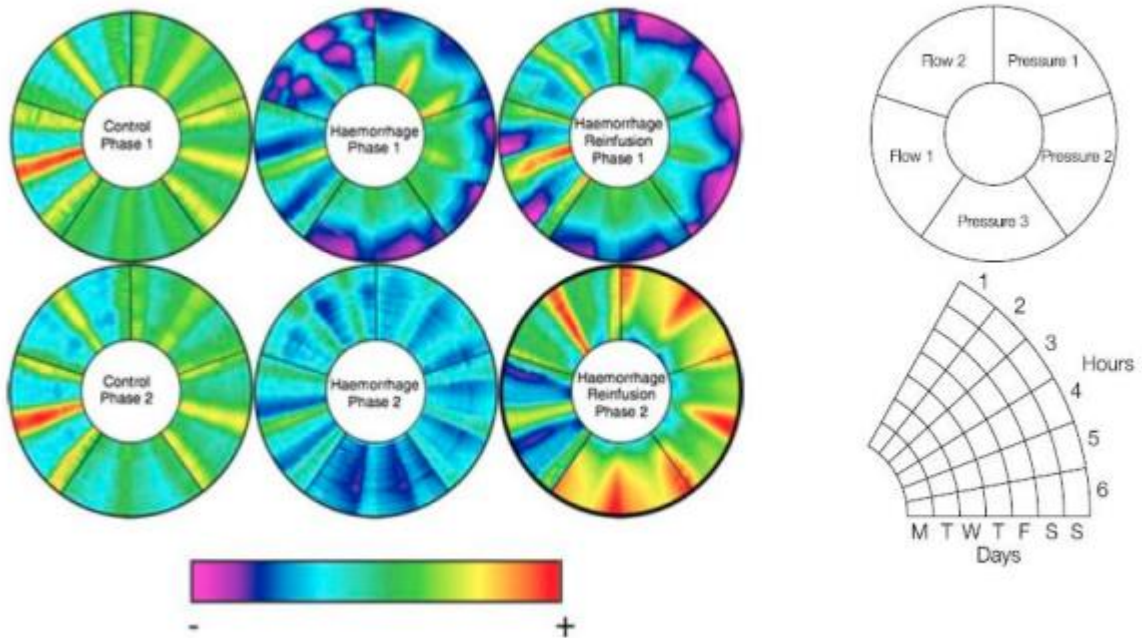 Control
Phase 1
Haemorrhage
Phase 1
Haemorrhage
Reinfusion
Phase 1
Control
Phase 2
Haemorrhage
Phase 2
Haemorrhage
Reinfusion
Phase 2
-
+
Flow 2
Pressure 1
Flow 1
Pressure 2
Pressure 3
1
2
3
Hours
4
5
6
M T W T F S S
Days